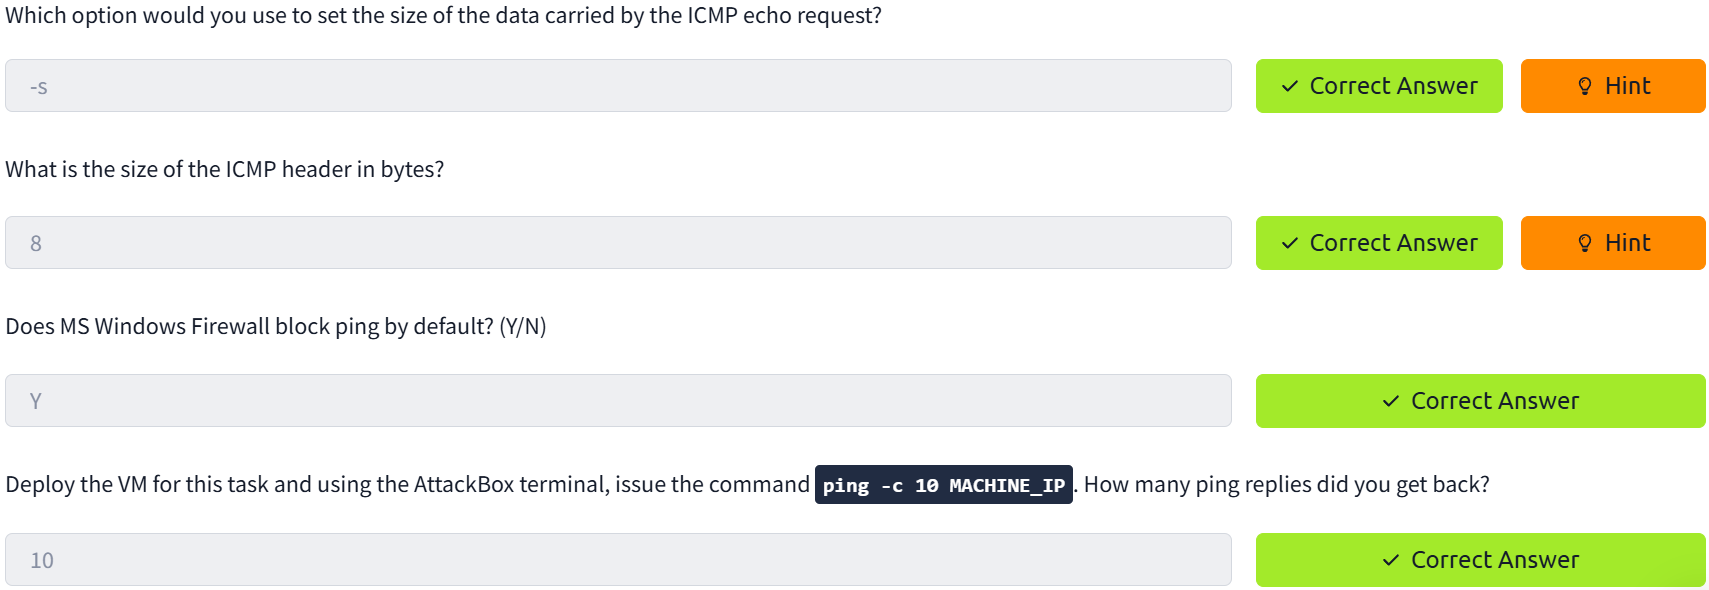 Which option would you use to set the size of the data carried by the ICMP echo request?
-s
Correct Answer
Hint
What is the size of the ICMP header in bytes?
8
Correct Answer
Hint
Does MS Windows Firewall block ping by default? (Y/N)
Y
Correct Answer
Deploy the VM for this task and using the AttackBox terminal, issue the command ping -c 10 MACHINE_IP. How many ping replies did you get back?
10
Correct Answer